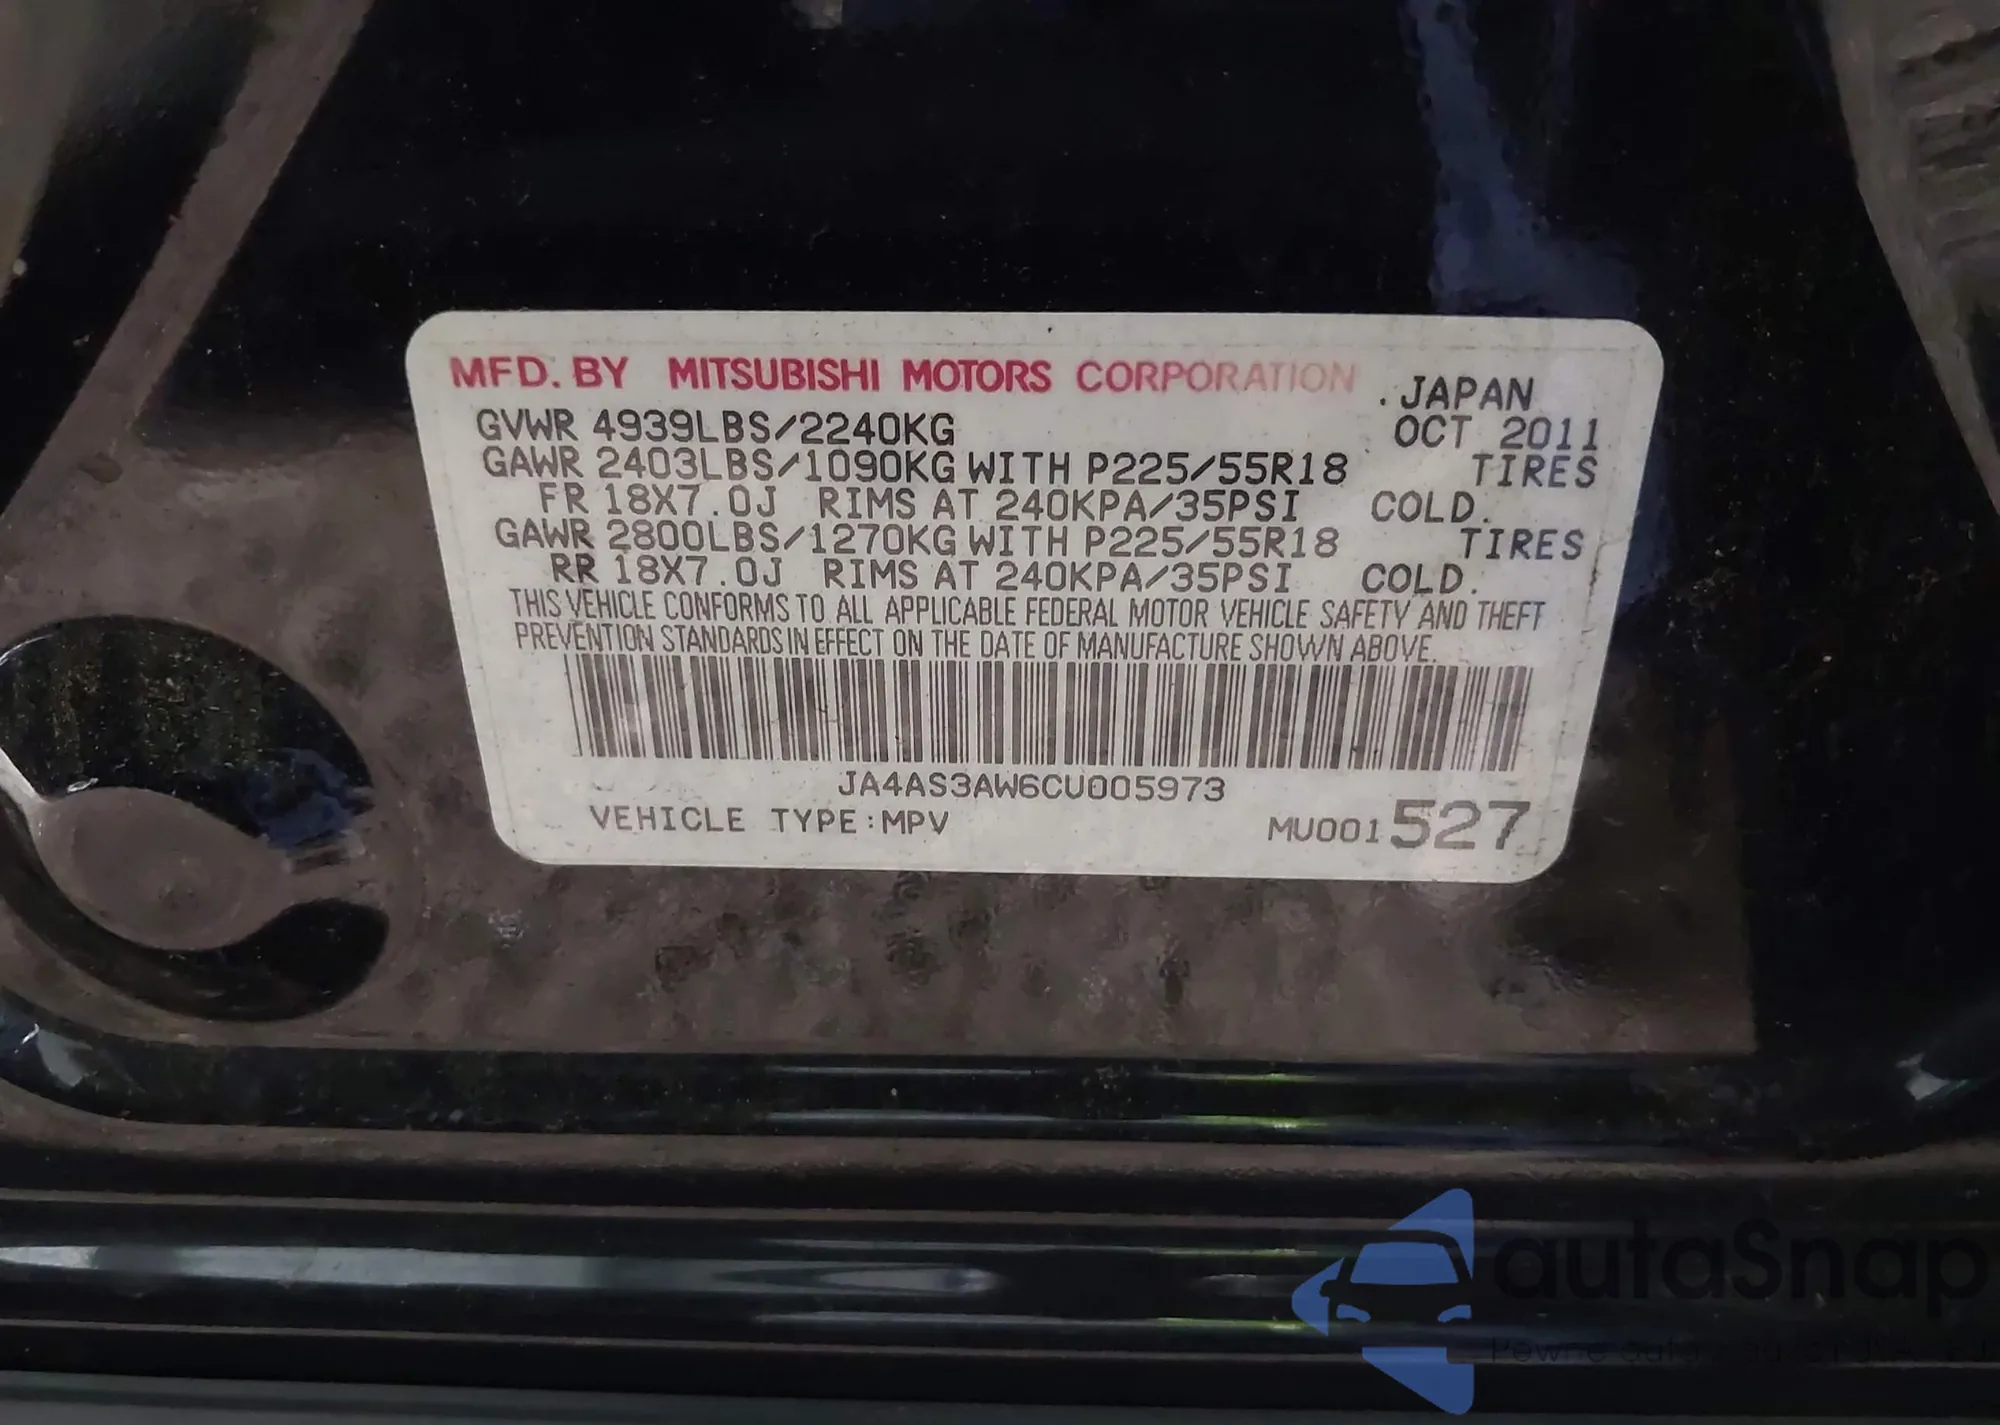 MFD. BY MITSUBISHI MOTORS CORPORATION . JAPAN
GVWR 4939LBS/2240KG OCT 2011
GAWR 2403LBS/1090KG WITH P225/55R18 TIRES
FR 18X7.0J RIMS AT 240KPA/35PSI COLD.
GAWR 2800LBS/1270KG WITH P225/55R18 TIRES
RR 18X7.0J RIMS AT 240KPA/35PSI COLD.
THIS VEHICLE CONFORMS TO ALL APPLICABLE FEDERAL MOTOR VEHICLE SAFETY AND THEFT
PREVENTION STANDARDS IN EFFECT ON THE DATE OF MANUFACTURE SHOWN ABOVE.
JA4AS3AW6CU005973
VEHICLE TYPE:MPV MU001527
autaSnap
Pewne auta